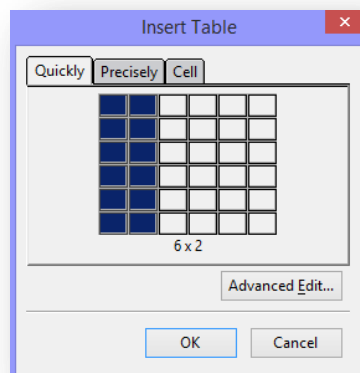 Insert Table
Quickly Precisely Cell
6 x 2
Advanced Edit...
OK Cancel